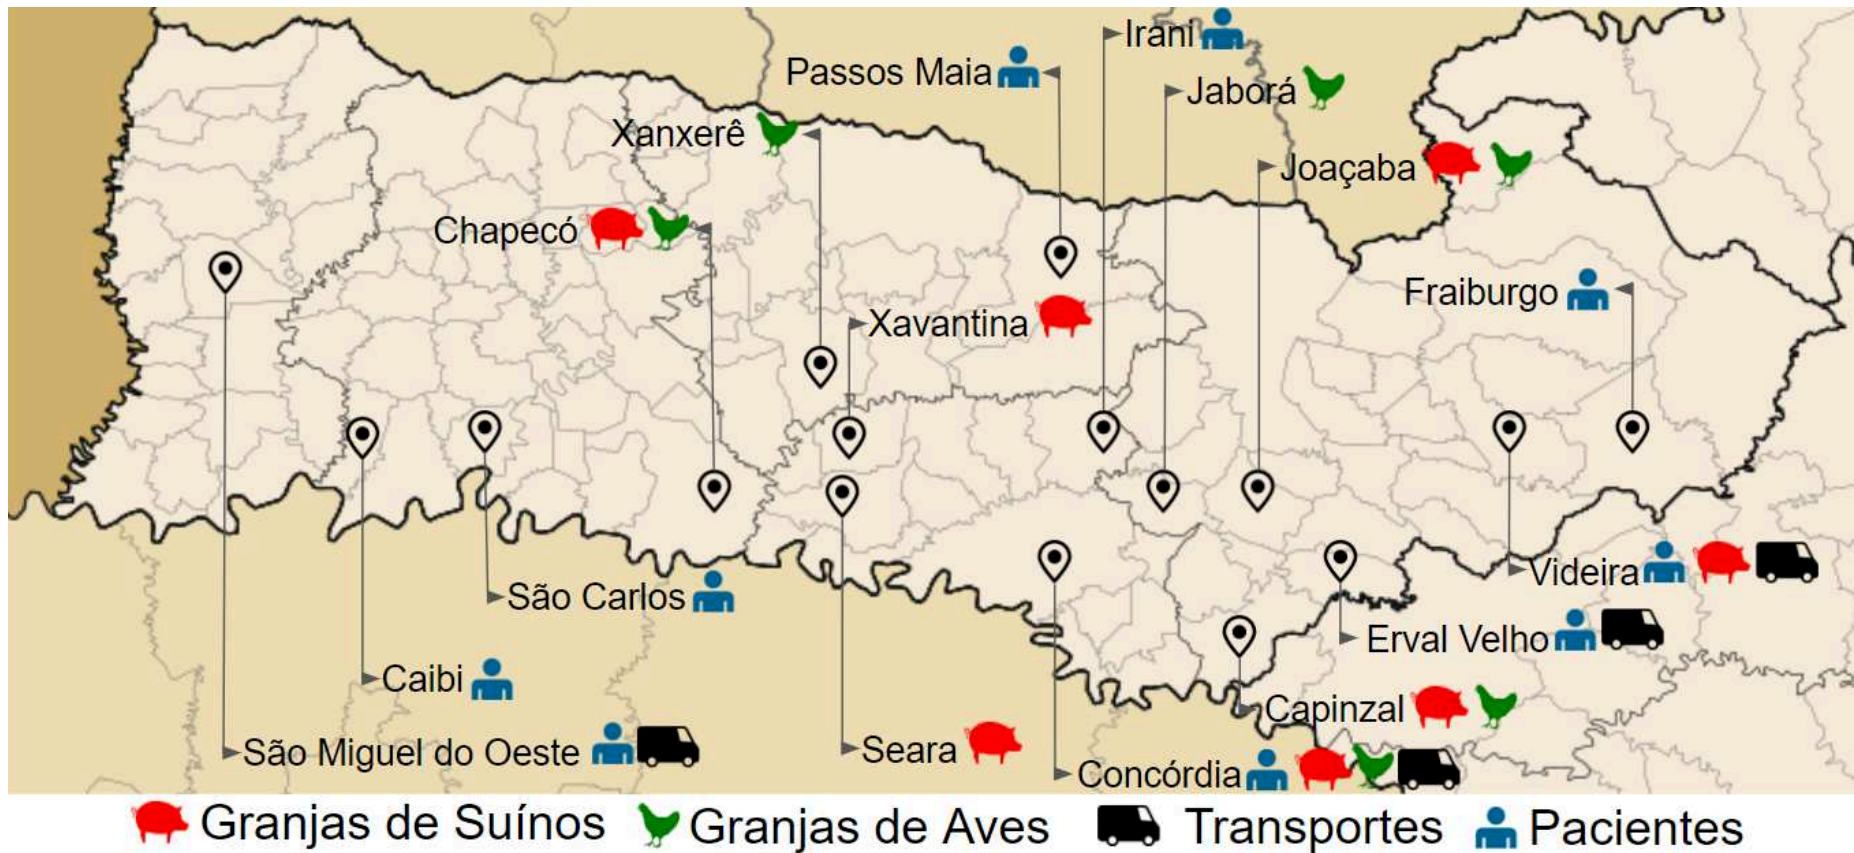 Irani
Passos Maia
Jaborá
Xanxerê
Joaçaba
Chapecó
Fraiburgo
Xavantina
Videira
São Carlos
Erval Velho
Caibi
Capinzal
São Miguel do Oeste
Seara
Concórdia
Granjas de Suínos Granjas de Aves Transportes Pacientes